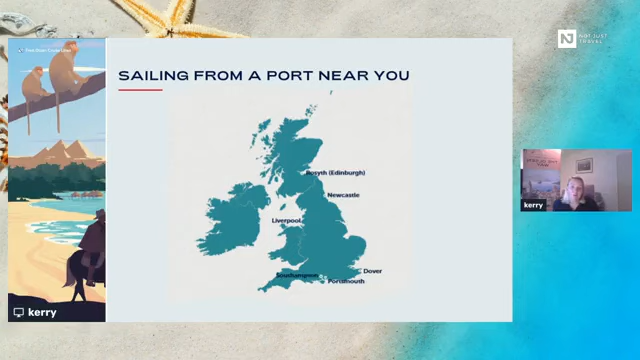 NOT JUST
TRAVEL
SAILING FROM A PORT NEAR YOU
Rosyth (Edinburgh)
Newcastle
Liverpool
Dover
Southampton
Portsmouth
kerry
kerry